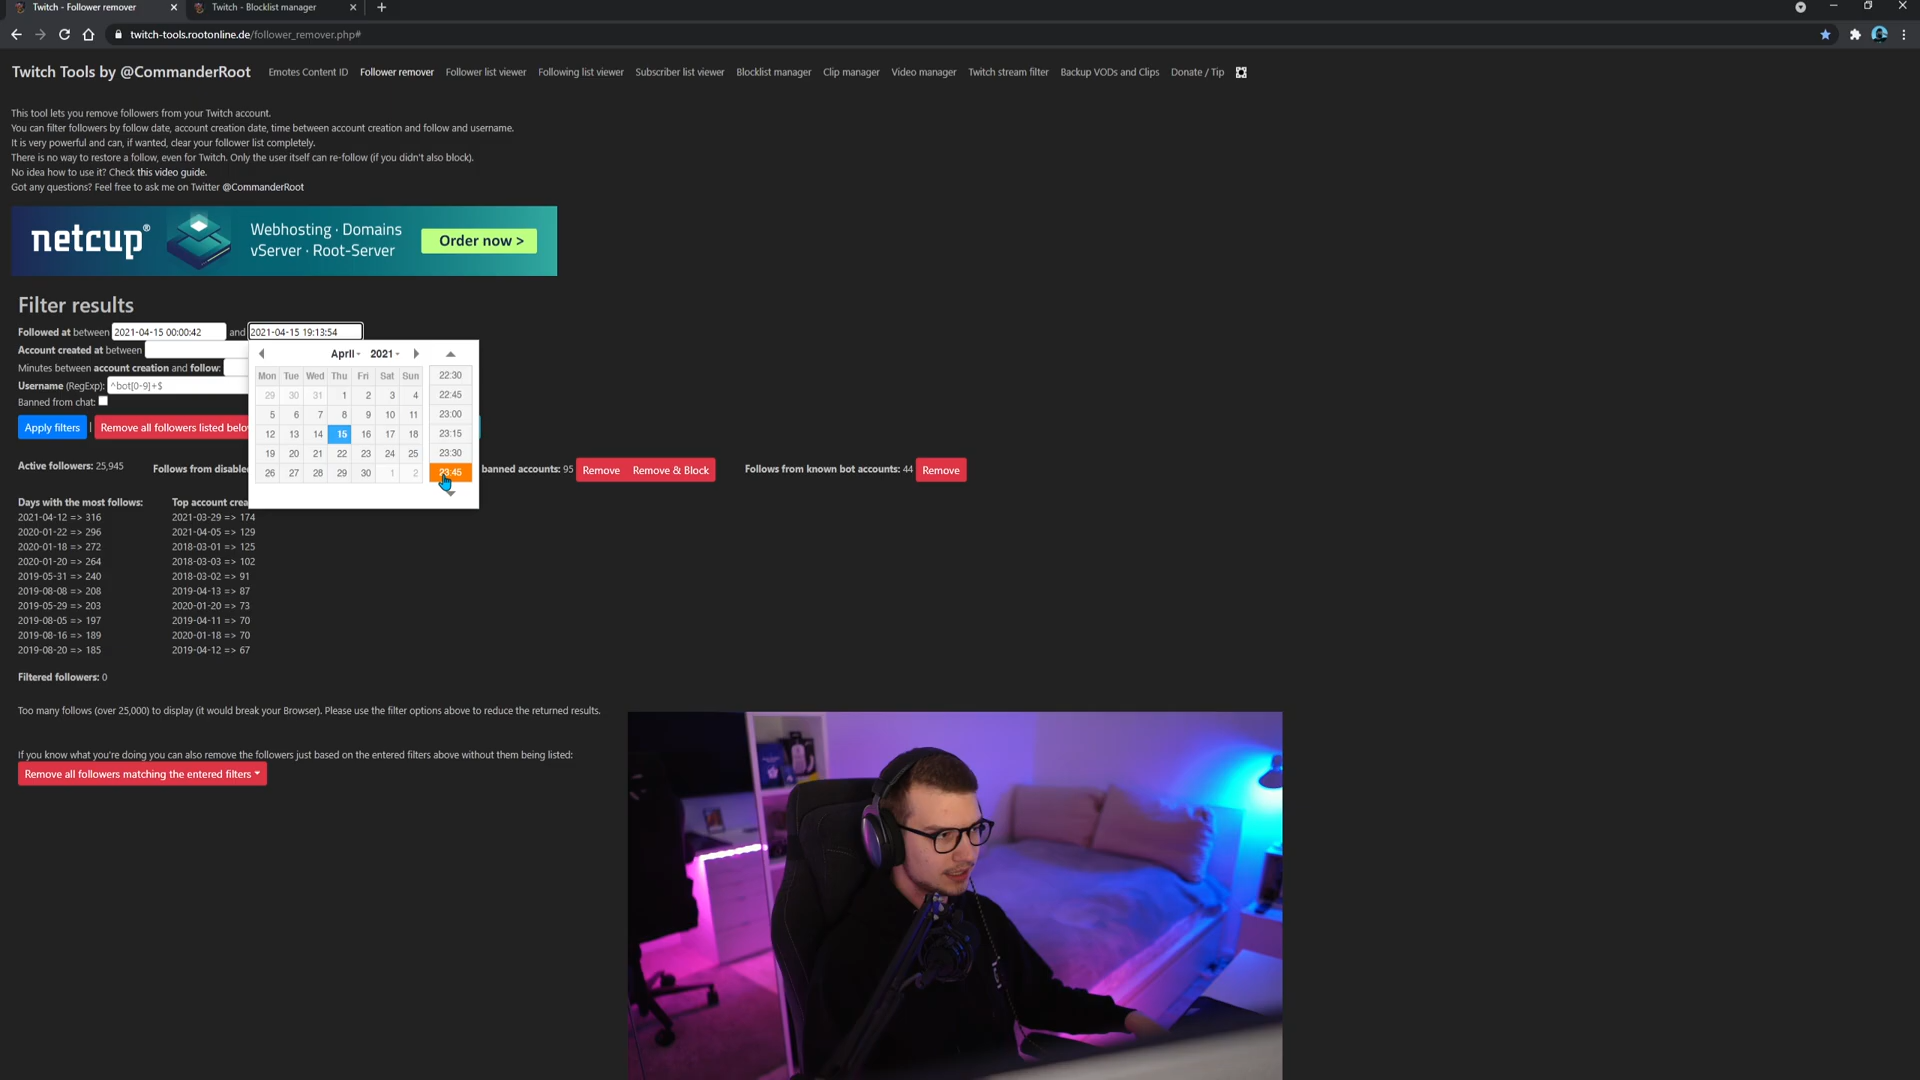 Twitch - Follower remover
Twitch - Blocklist manager
twitch-tools.rootonline.de/follower_remover.php#
Twitch Tools by @CommanderRoot Emotes Content ID Follower remover Follower list viewer Following list viewer Subscriber list viewer Blocklist manager Clip manager Video manager Twitch stream filter Backup VODs and Clips Donate / Tip
This tool lets you remove followers from your Twitch account.
You can filter followers by follow date, account creation date, time between account creation and follow and username.
It is very powerful and can, if wanted, clear your follower list completely.
There is no way to restore a follow, even for Twitch. Only the user itself can re-follow (if you didn't also block).
No idea how to use it? Check this video guide.
Got any questions? Feel free to ask me on Twitter @CommanderRoot
netcup®
Webhosting · Domains
vServer · Root-Server
Order now >
Filter results
Followed at between 2021-04-15 00:00:42 and 2021-04-15 19:13:54
Account created at between
Minutes between account creation and follow:
Username (RegExp): ^bot[0-9]+$
Banned from chat:
Apply filters | Remove all followers listed belo
April 2021
Mon Tue Wed Thu Fri Sat Sun
29 30 31 1 2 3 4
5 6 7 8 9 10 11
12 13 14 15 16 17 18
19 20 21 22 23 24 25
26 27 28 29 30 1 2
22:30
22:45
23:00
23:15
23:30
23:45
Active followers: 25,945 Follows from disable banned accounts: 95 Remove Remove & Block Follows from known bot accounts: 44 Remove
Days with the most follows:
2021-04-12 => 316
2020-01-22 => 296
2020-01-18 => 272
2020-01-20 => 264
2019-05-31 => 240
2019-08-08 => 208
2019-05-29 => 203
2019-08-05 => 197
2019-08-16 => 189
2019-08-20 => 185
Top account crea
2021-03-29 => 174
2021-04-05 => 129
2018-03-01 => 125
2018-03-03 => 102
2018-03-02 => 91
2019-04-13 => 87
2020-01-20 => 73
2019-04-11 => 70
2020-01-18 => 70
2019-04-12 => 67
Filtered followers: 0
Too many follows (over 25,000) to display (it would break your Browser). Please use the filter options above to reduce the returned results.
If you know what you're doing you can also remove the followers just based on the entered filters above without them being listed:
Remove all followers matching the entered filters